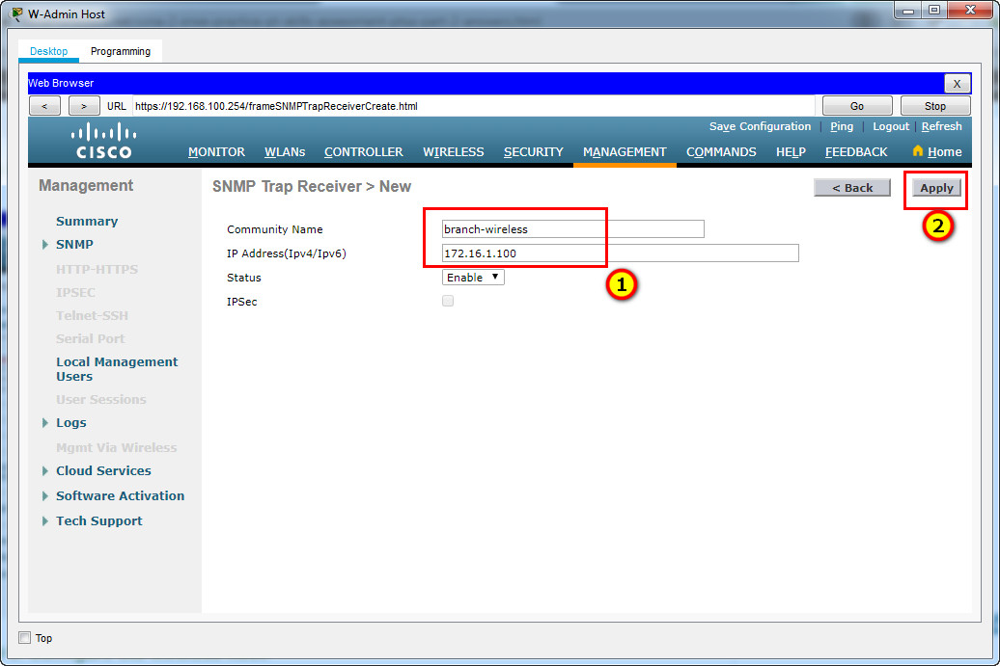 W-Admin Host
Desktop Programming
Web Browser X
< > URL https://192.168.100.254/frameSNMPTrapReceiverCreate.html Go Stop
Save Configuration | Ping | Logout | Refresh
CISCO
MONITOR WLANs CONTROLLER WIRELESS SECURITY MANAGEMENT COMMANDS HELP FEEDBACK Home
Management
Summary
SNMP
HTTP-HTTPS
IPSEC
Telnet-SSH
Serial Port
Local Management
Users
User Sessions
Logs
Mgmt Via Wireless
Cloud Services
Software Activation
Tech Support
SNMP Trap Receiver > New
< Back Apply
2
Community Name branch-wireless
IP Address(Ipv4/Ipv6) 172.16.1.100
Status Enable
1
IPSec
Top